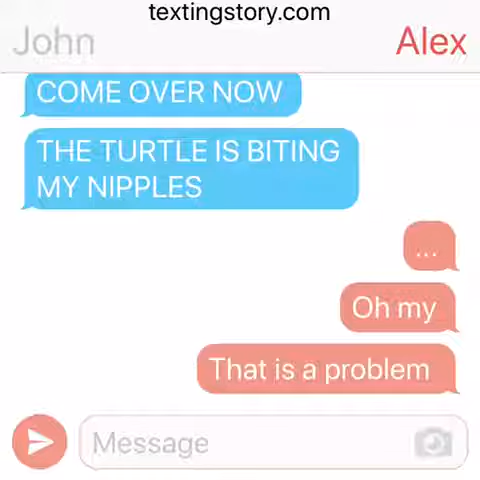 textingstory.com
John
Alex
COME OVER NOW
THE TURTLE IS BITING
MY NIPPLES
...
Oh my
That is a problem
Message